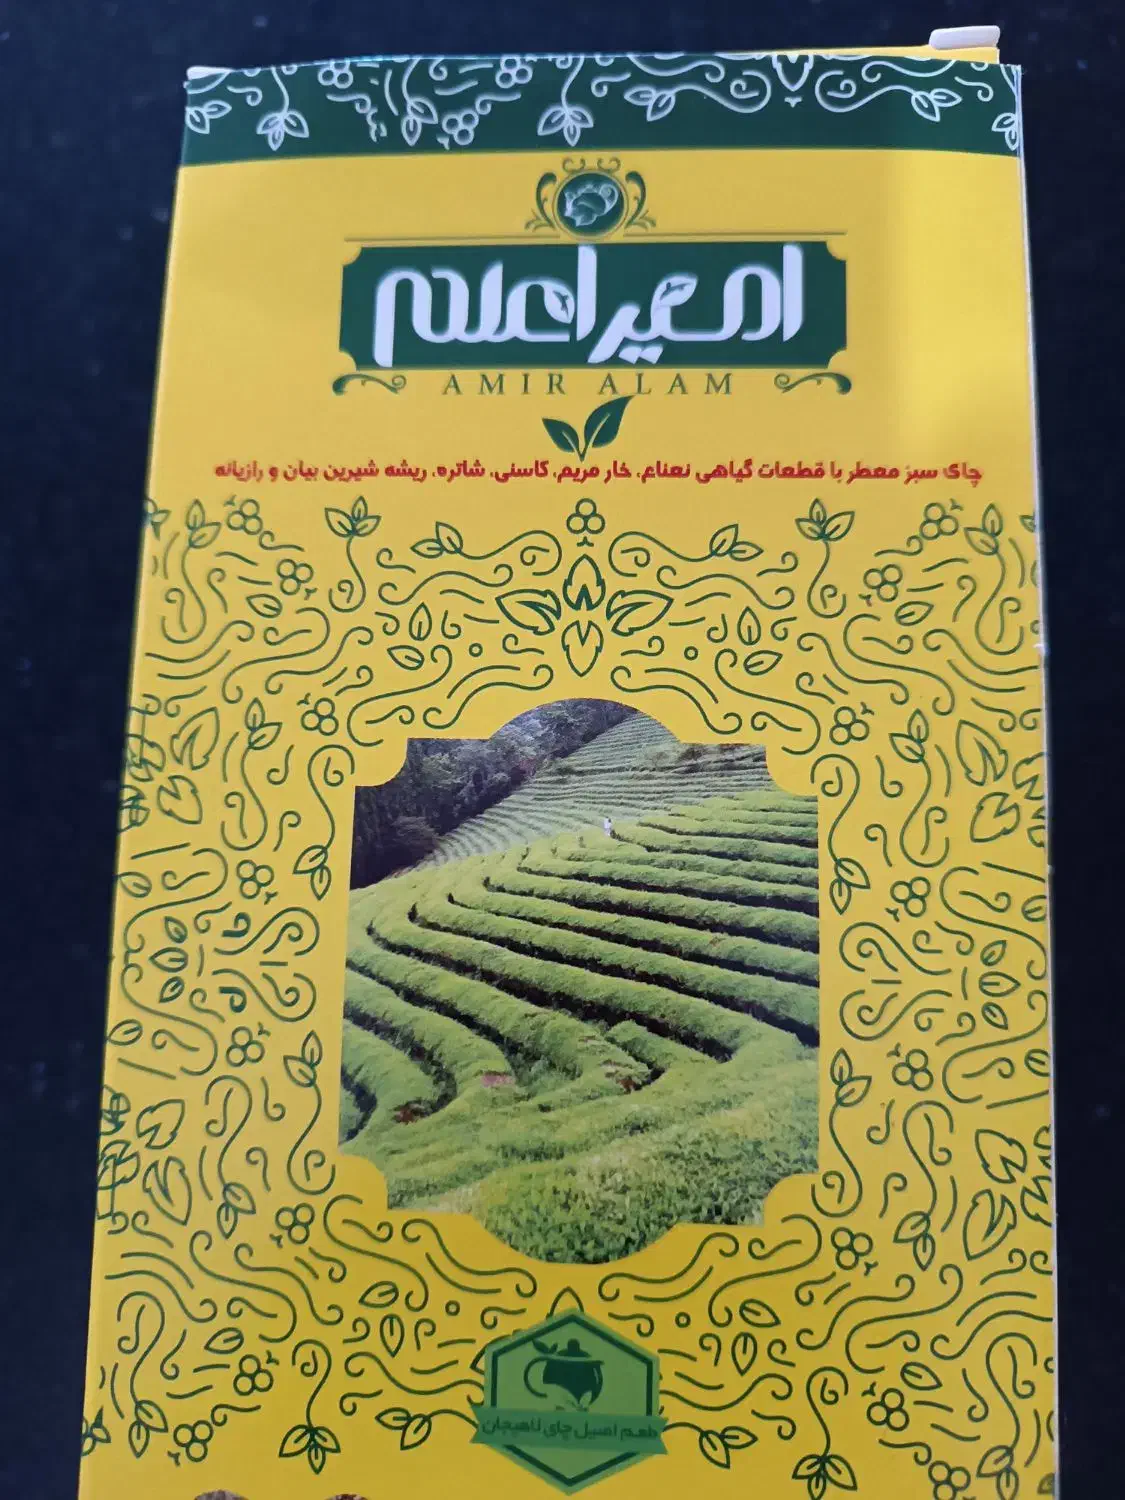 امیراعلم
AMIR ALAM
چای سبز معطر با قطعات گیاهی نعناع، خار مریم، کاسنی، شاتره، ریشه شیرین بیان و رازیانه
طعم اصیل چای لاهیجان